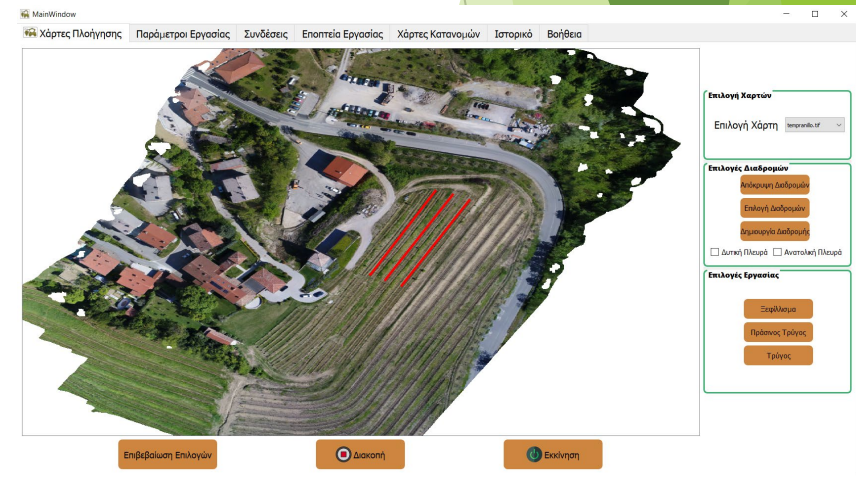 MainWindow
Χάρτες Πλοήγησης Παράμετροι Εργασίας Συνδέσεις Εποπτεία Εργασίας Χάρτες Κατανομών Ιστορικό Βοήθεια
Επιλογή Χαρτών
Επιλογή Χάρτη tempranillo.tif
Επιλογές Διαδρομών
Απόκρυψη Διαδρομών
Επιλογή Διαδρομών
Δημιουργία Διαδρομής
Δυτική Πλευρά Ανατολική Πλευρά
Επιλογές Εργασίας
Ξεφίλλισμα
Πράσινος Τρύγος
Τρύγος
Επιβεβαίωση Επιλογών Διακοπή Εκκίνηση